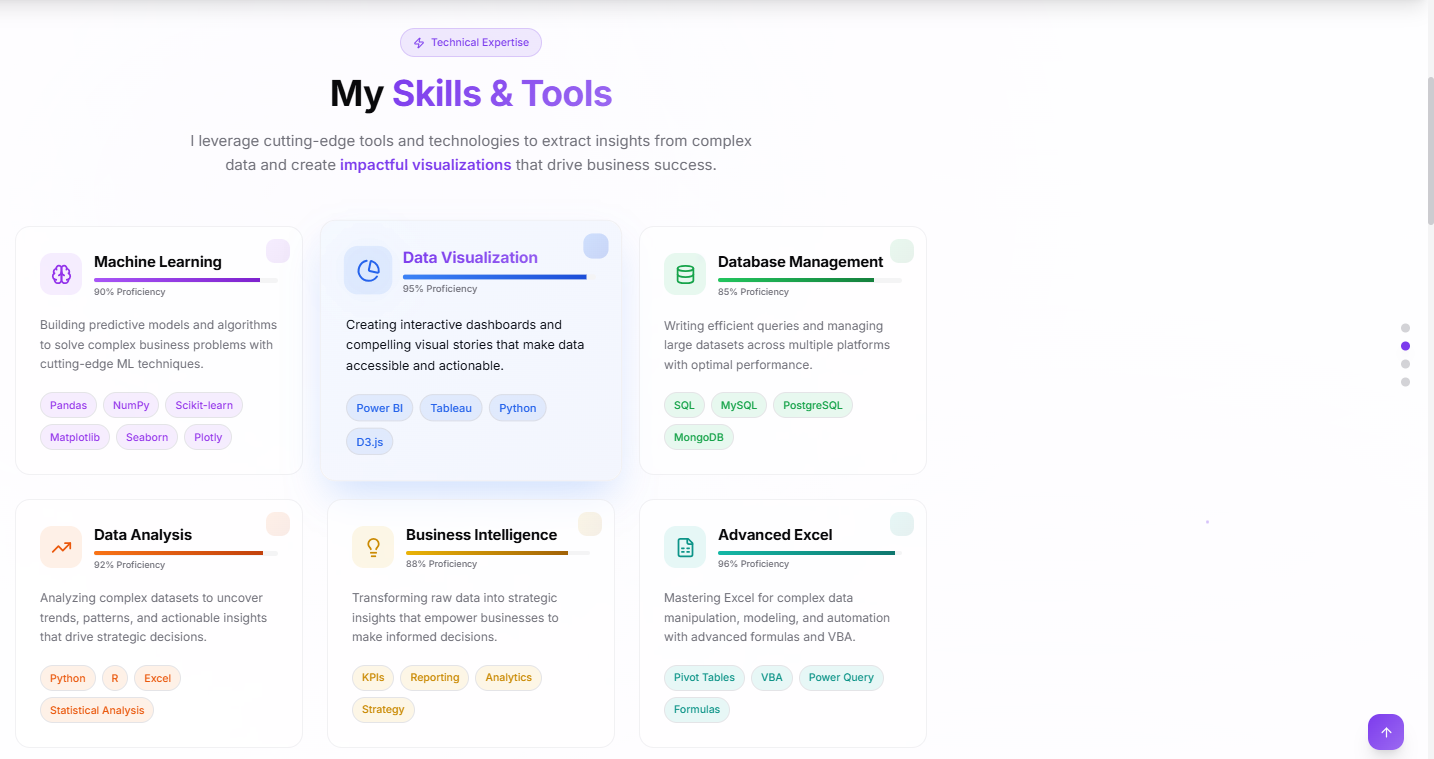 Technical Expertise
My Skills & Tools
I leverage cutting-edge tools and technologies to extract insights from complex
data and create impactful visualizations that drive business success.
Machine Learning
90% Proficiency
Building predictive models and algorithms
to solve complex business problems with
cutting-edge ML techniques.
Pandas NumPy Scikit-learn
Matplotlib Seaborn Plotly
Data Visualization
95% Proficiency
Creating interactive dashboards and
compelling visual stories that make data
accessible and actionable.
Power BI Tableau Python
D3.js
Database Management
85% Proficiency
Writing efficient queries and managing
large datasets across multiple platforms
with optimal performance.
SQL MySQL PostgreSQL
MongoDB
Data Analysis
92% Proficiency
Analyzing complex datasets to uncover
trends, patterns, and actionable insights
that drive strategic decisions.
Python R Excel
Statistical Analysis
Business Intelligence
88% Proficiency
Transforming raw data into strategic
insights that empower businesses to
make informed decisions.
KPIs Reporting Analytics
Strategy
Advanced Excel
96% Proficiency
Mastering Excel for complex data
manipulation, modeling, and automation
with advanced formulas and VBA.
Pivot Tables VBA Power Query
Formulas